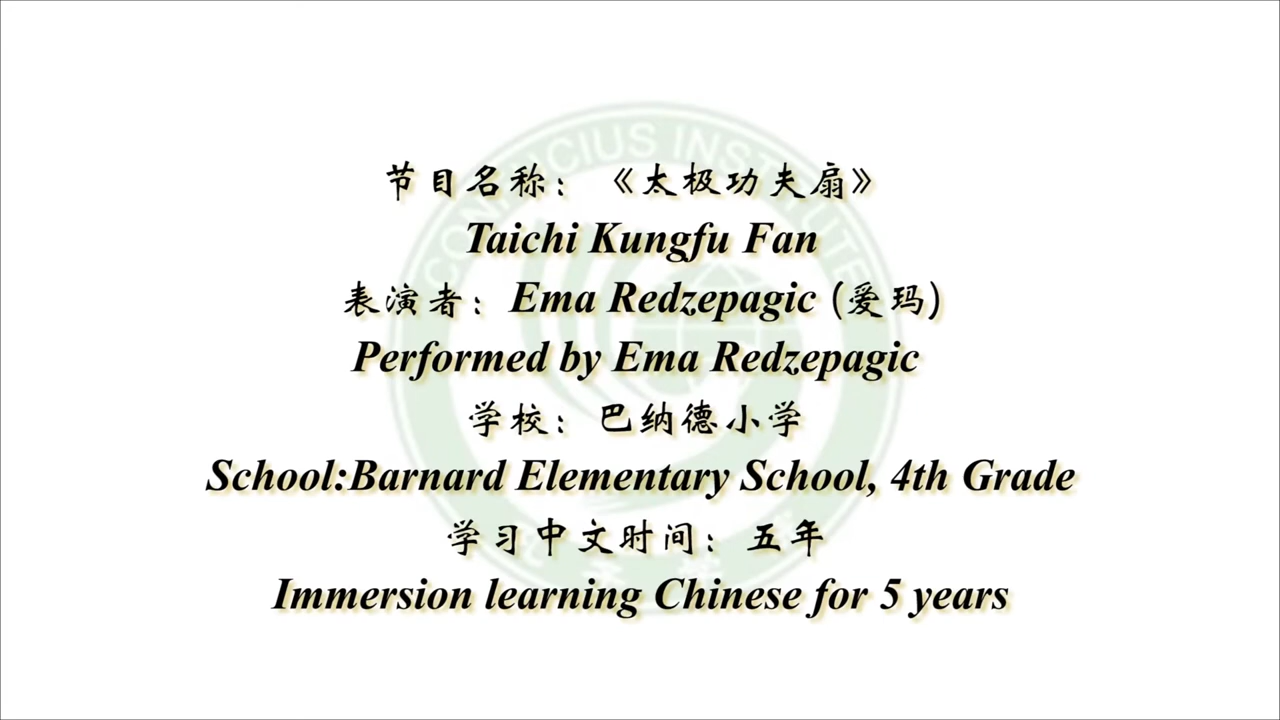 节目名称：《太极功夫扇》
Taichi Kungfu Fan
表演者：Ema Redzepagic (爱玛)
Performed by Ema Redzepagic
学校：巴纳德小学
School:Barnard Elementary School, 4th Grade
学习中文时间：五年
Immersion learning Chinese for 5 years
CONFUCIUS INSTITUTE